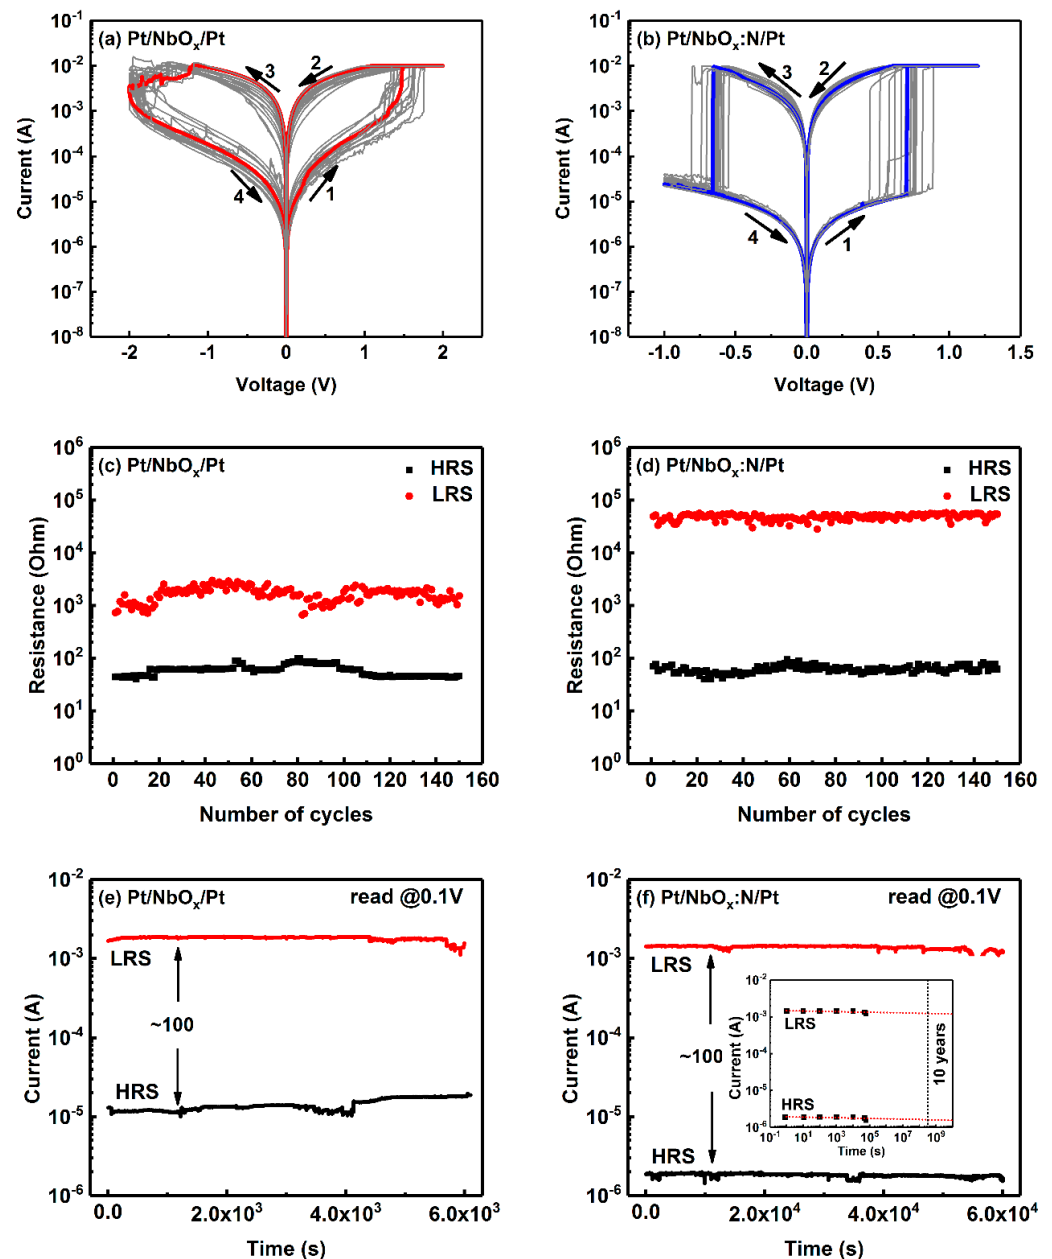 (a) Pt/NbOₓ/Pt
10⁻¹
10⁻²
10⁻³
10⁻⁴
10⁻⁵
10⁻⁶
10⁻⁷
10⁻⁸
Current (A)
3
2
4
1
-2
-1
0
1
2
Voltage (V)
(b) Pt/NbOₓ:N/Pt
10⁻¹
10⁻²
10⁻³
10⁻⁴
10⁻⁵
10⁻⁶
10⁻⁷
10⁻⁸
Current (A)
3
2
4
1
-1.0
-0.5
0.0
0.5
1.0
1.5
Voltage (V)
(c) Pt/NbOₓ/Pt
HRS
LRS
10⁶
10⁵
10⁴
10³
10²
10¹
10⁰
Resistance (Ohm)
0
20
40
60
80
100
120
140
160
Number of cycles
(d) Pt/NbOₓ:N/Pt
HRS
LRS
10⁶
10⁵
10⁴
10³
10²
10¹
10⁰
Resistance (Ohm)
0
20
40
60
80
100
120
140
160
Number of cycles
(e) Pt/NbOₓ/Pt
read @0.1V
10⁻²
10⁻³
10⁻⁴
10⁻⁵
10⁻⁶
Current (A)
LRS
~100
HRS
0.0
2.0x10³
4.0x10³
6.0x10³
Time (s)
(f) Pt/NbOₓ:N/Pt
read @0.1V
10⁻²
10⁻³
10⁻⁴
10⁻⁵
10⁻⁶
Current (A)
LRS
~100
HRS
10⁻²
10⁻³
10⁻⁴
10⁻⁵
10⁻⁶
Current (A)
LRS
HRS
10 years
10⁻¹
10¹
10³
10⁵
10⁷
10⁹
Time (s)
0.0
2.0x10⁴
4.0x10⁴
6.0x10⁴
Time (s)